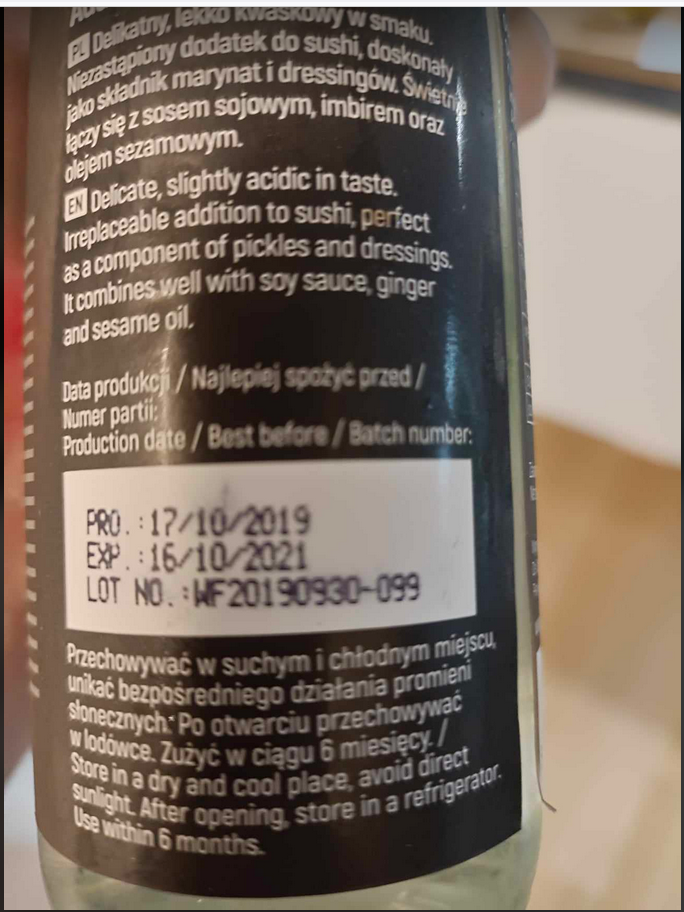 PL Delikatny, lekko kwaskowy w smaku.
Niezastąpiony dodatek do sushi, doskonały
jako składnik marynat i dressingów. Świetnie
łączy się z sosem sojowym, imbirem oraz
olejem sezamowym.
EN Delicate, slightly acidic in taste.
Irreplaceable addition to sushi, perfect
as a component of pickles and dressings.
It combines well with soy sauce, ginger
and sesame oil.
Data produkcji / Najlepiej spożyć przed /
Numer partii:
Production date / Best before / Batch number:
PRO.:17/10/2019
EXP.:16/10/2021
LOT NO.:WF20190930-099
Przechowywać w suchym i chłodnym miejscu,
unikać bezpośredniego działania promieni
słonecznych. Po otwarciu przechowywać
w lodówce. Zużyć w ciągu 6 miesięcy. /
Store in a dry and cool place, avoid direct
sunlight. After opening, store in a refrigerator.
Use within 6 months.